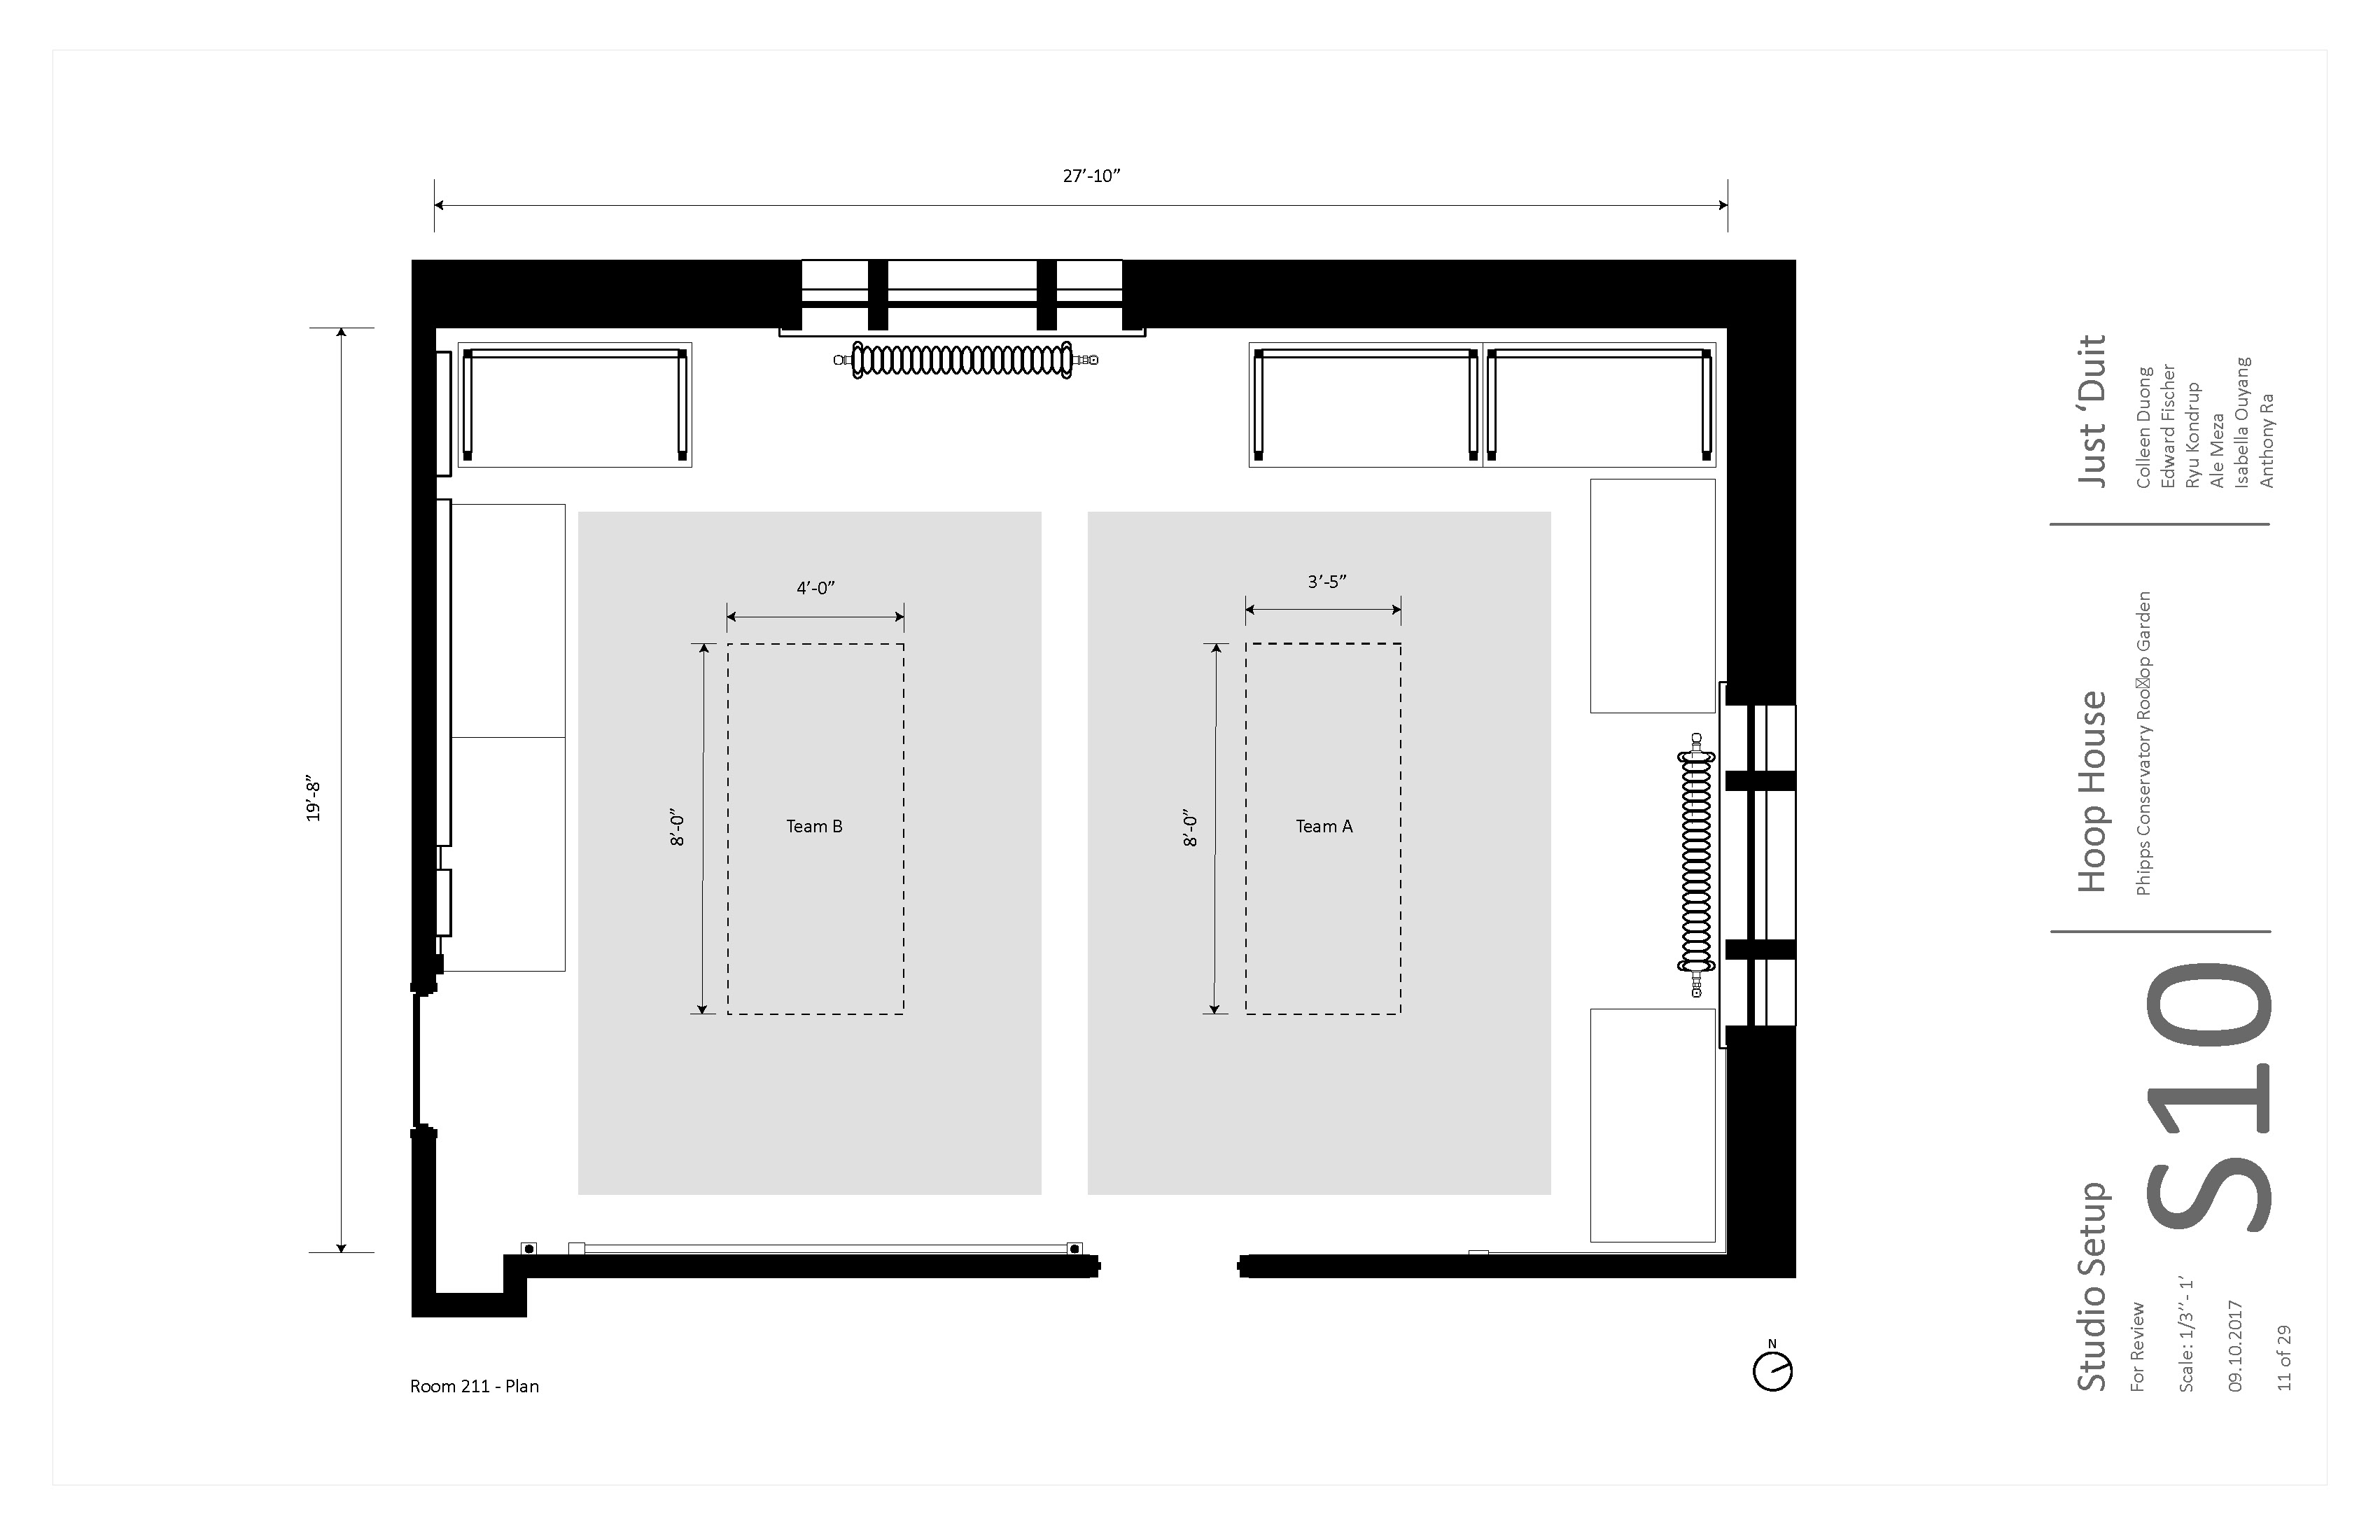 27’-10”
19’-8”
4’-0”
8’-0”
Team B
3’-5”
8’-0”
Team A
Room 211 - Plan
N
Just ‘Duit
Colleen Duong
Edward Fischer
Ryu Kondrup
Ale Meza
Isabella Ouyang
Anthony Ra
Hoop House
Phipps Conservatory Garden
Studio Setup
For Review
Scale: 1/3”- 1’
09.10.2017
11 of 29
S10